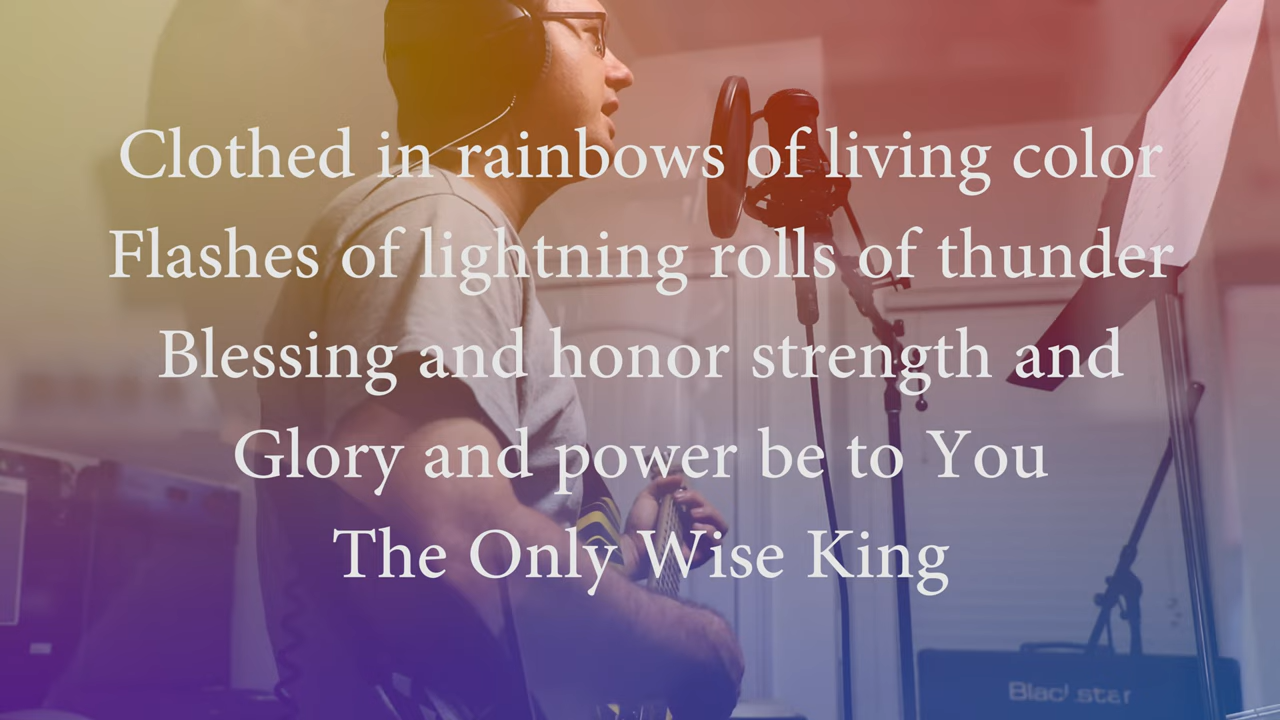 Clothed in rainbows of living color
Flashes of lightning rolls of thunder
Blessing and honor strength and
Glory and power be to You
The Only Wise King
Blackstar